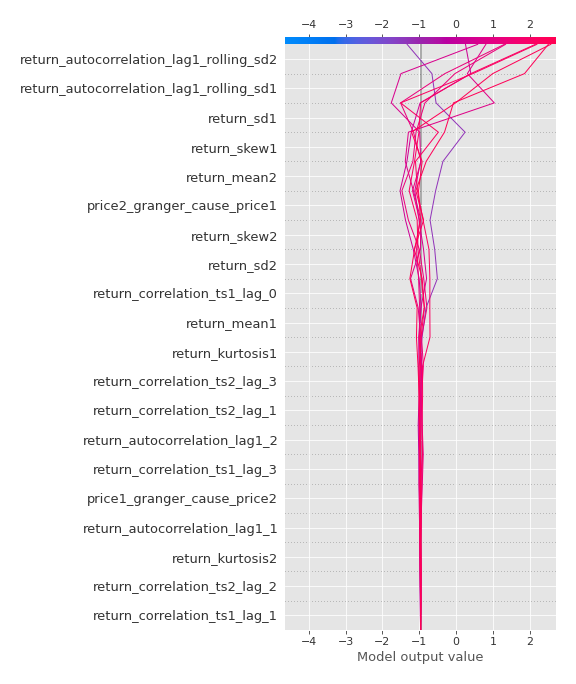 −4 −3 −2 −1 0 1 2
return_autocorrelation_lag1_rolling_sd2
return_autocorrelation_lag1_rolling_sd1
return_sd1
return_skew1
return_mean2
price2_granger_cause_price1
return_skew2
return_sd2
return_correlation_ts1_lag_0
return_mean1
return_kurtosis1
return_correlation_ts2_lag_3
return_correlation_ts2_lag_1
return_autocorrelation_lag1_2
return_correlation_ts1_lag_3
price1_granger_cause_price2
return_autocorrelation_lag1_1
return_kurtosis2
return_correlation_ts2_lag_2
return_correlation_ts1_lag_1
−4 −3 −2 −1 0 1 2
Model output value